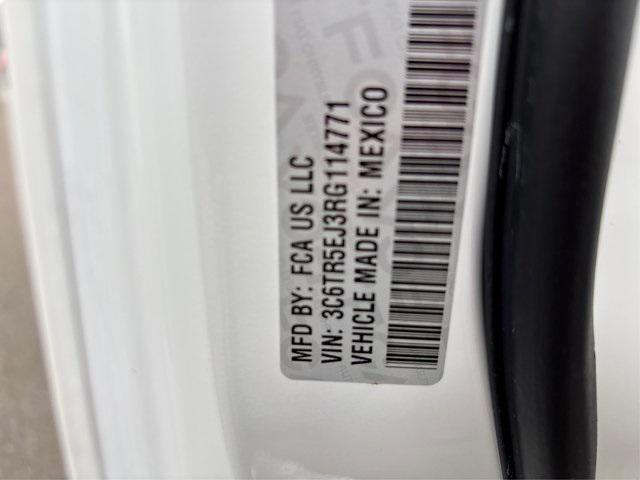 MFD BY: FCA US LLC
VIN: 3C6TR5EJ3RG114771
VEHICLE MADE IN: MEXICO